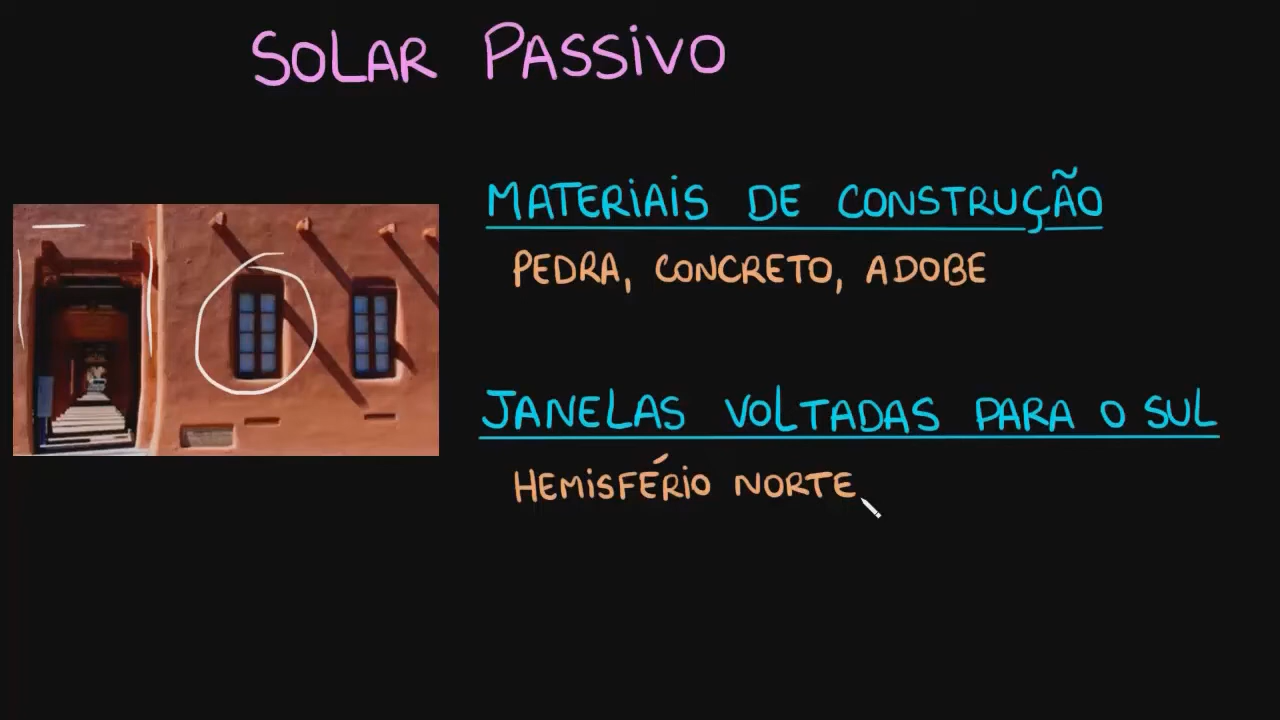 SOLAR PASSIVO
MATERIAIS DE CONSTRUÇÃO
PEDRA, CONCRETO, ADOBE
JANELAS VOLTADAS PARA O SUL
HEMISFÉRIO NORTE